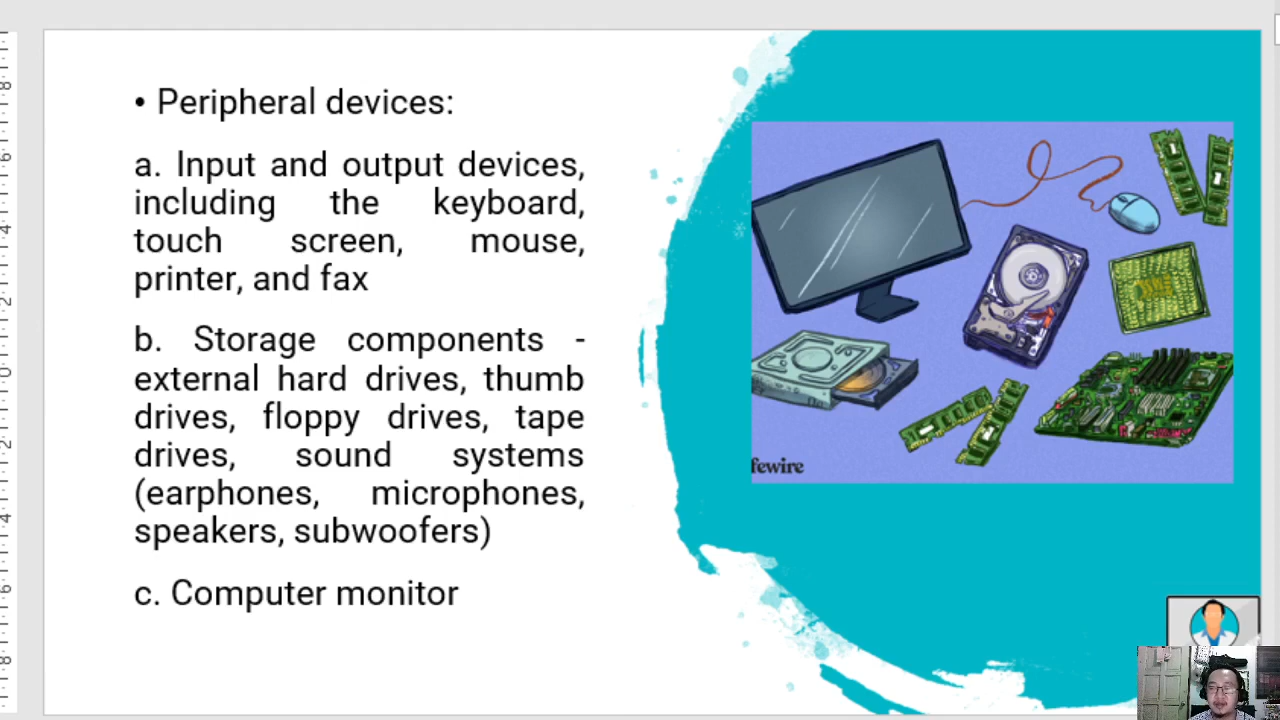 • Peripheral devices:
a. Input and output devices,
including the keyboard,
touch screen, mouse,
printer, and fax
b. Storage components -
external hard drives, thumb
drives, floppy drives, tape
drives, sound systems
(earphones, microphones,
speakers, subwoofers)
c. Computer monitor
fewire